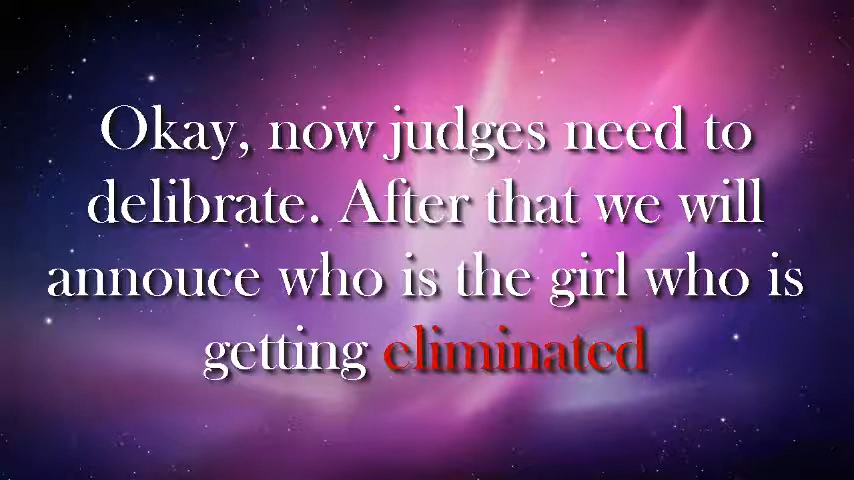 Okay, now judges need to
delibrate. After that we will
annouce who is the girl who is
getting eliminated